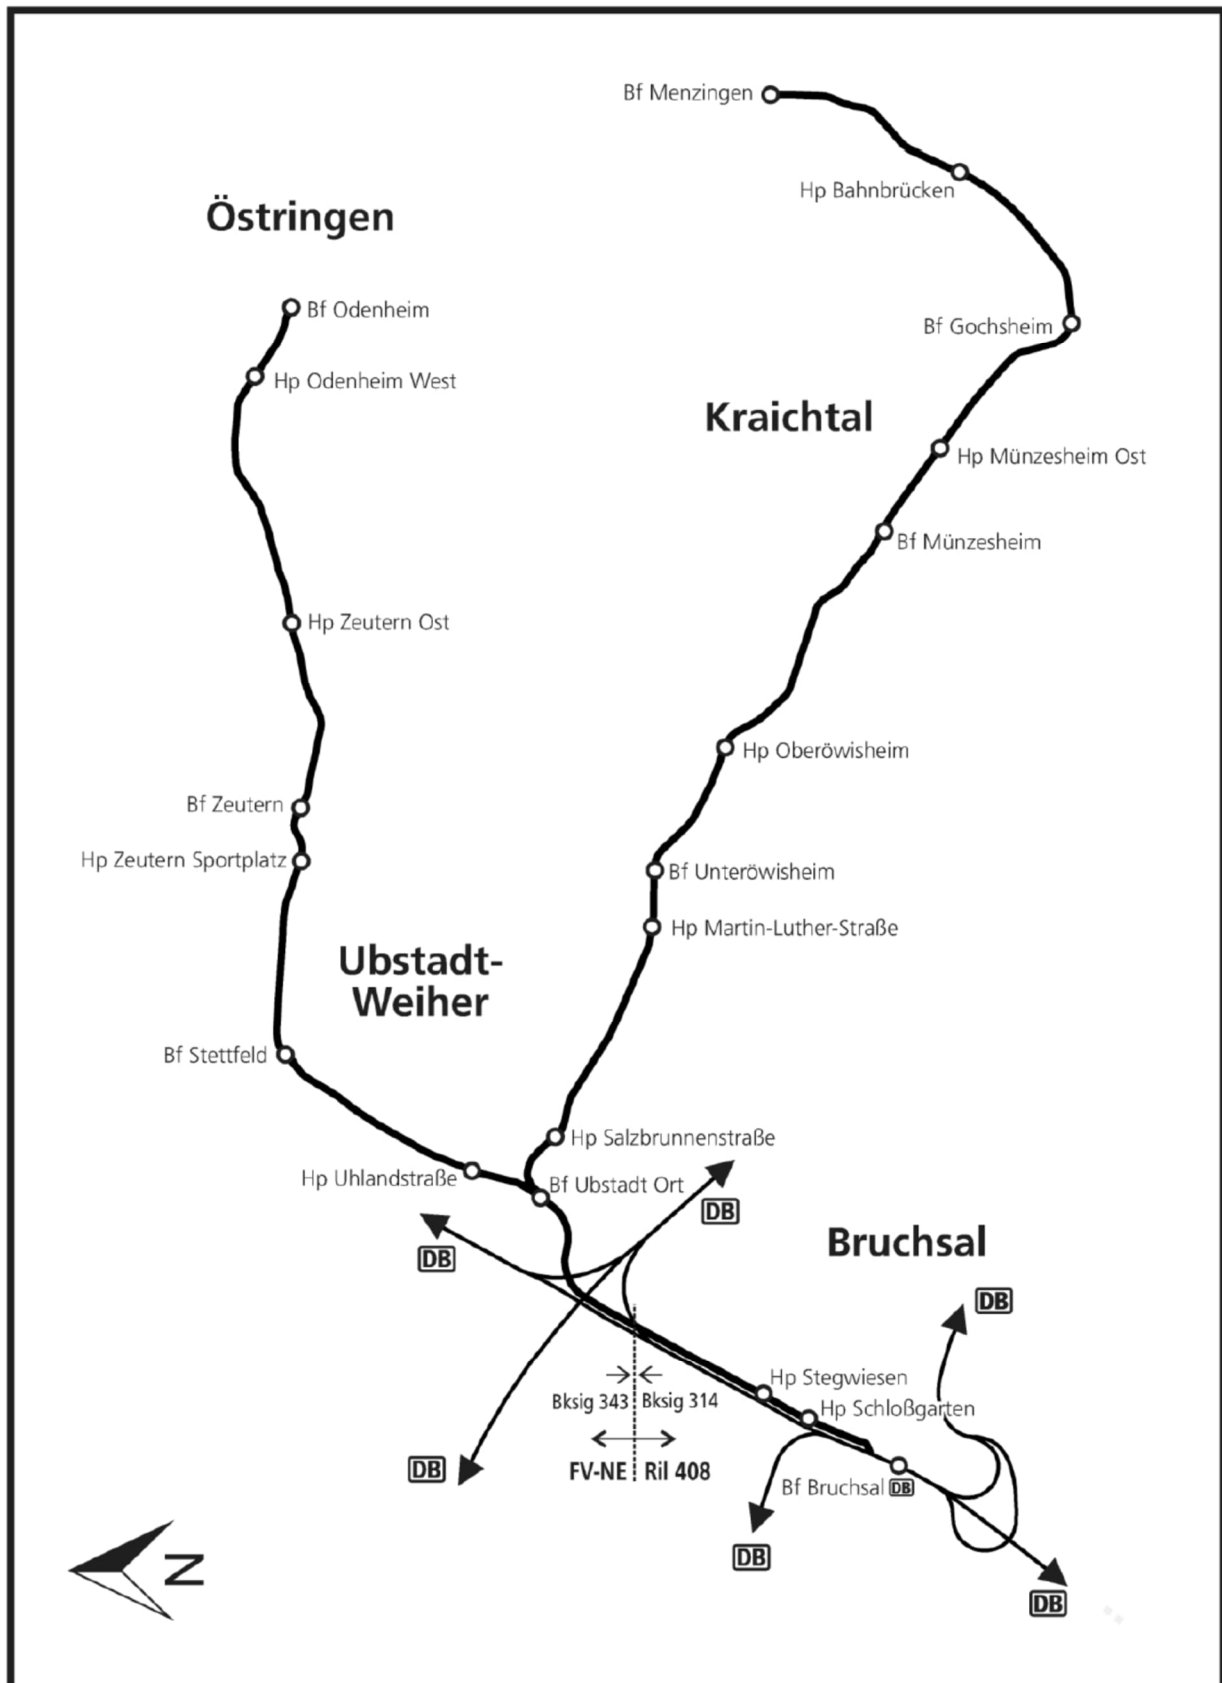 Bf Menzingen
Hp Bahnbrücken
Östringen
Bf Odenheim
Bf Gochsheim
Hp Odenheim West
Kraichtal
Hp Münzesheim Ost
Bf Münzesheim
Hp Zeutern Ost
Hp Oberöwisheim
Bf Zeutern
Hp Zeutern Sportplatz
Bf Unteröwisheim
Hp Martin-Luther-Straße
Ubstadt-
Weiher
Bf Stettfeld
Hp Salzbrunnenstraße
Hp Uhlandstraße
Bf Ubstadt Ort
DB
DB
Bruchsal
DB
Hp Stegwiesen
Bksig 343 Bksig 314
Hp Schloßgarten
FV-NE Ril 408
DB
Bf Bruchsal DB
DB
N
DB